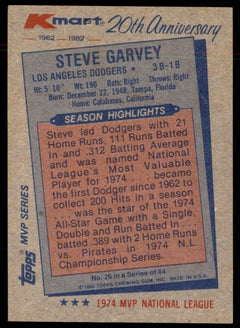 Kmart 20th Anniversary
1962 1982
STEVE GARVEY
LOS ANGELES DODGERS • 3B-1B
Ht: 5'10" Wt: 190 Bats: Right Throws: Right
Born: December 22, 1948, Tampa, Florida
Home: Calabasas, California
SEASON HIGHLIGHTS
Steve led Dodgers with 21
Home Runs, 111 Runs Batted
In and .312 Batting Average
and was named National
League's Most Valuable
Player for 1974 . . . became
the first Dodger since 1962 to
collect 200 Hits in a season
. . . was the star of the 1974
All-Star Game with a Single,
Double and Run Batted In . . .
batted .389 with 2 Home Runs
vs. Pirates in 1974 N.L.
Championship Series.
No. 26 in a Series of 44
©1982 TOPPS CHEWING GUM, INC. PRTD. IN U.S.A.
topps MVP SERIES
★★★ 1974 MVP NATIONAL LEAGUE